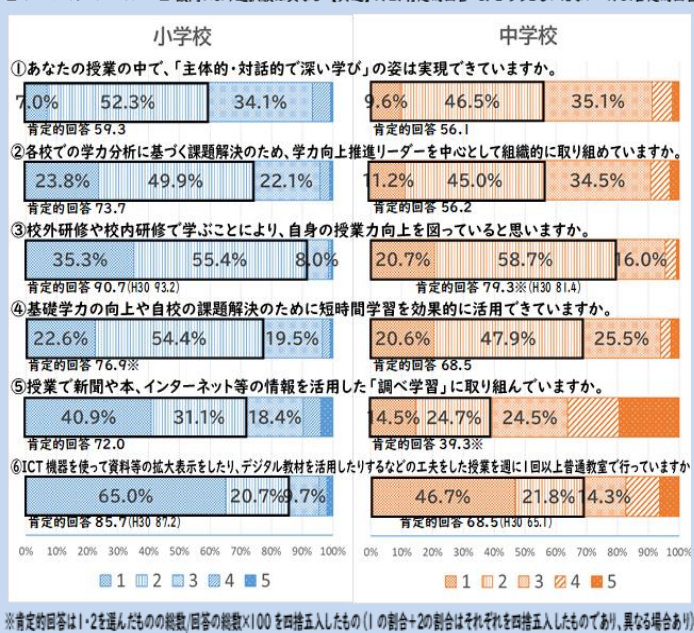 小学校 中学校
①あなたの授業の中で、「主体的・対話的で深い学び」の姿は実現できていますか。
7.0% 52.3% 34.1% 9.6% 46.5% 35.1%
肯定的回答 59.3 肯定的回答 56.1
②各校での学力分析に基づく課題解決のため、学力向上推進リーダーを中心として組織的に取り組めていますか。
23.8% 49.9% 22.1% 11.2% 45.0% 34.5%
肯定的回答 73.7 肯定的回答 56.2
③校外研修や校内研修で学ぶことにより、自身の授業力向上を図っていると思いますか。
35.3% 55.4% 8.0% 20.7% 58.7% 16.0%
肯定的回答 90.7(H30 93.2) 肯定的回答 79.3※(H30 81.4)
④基礎学力の向上や自校の課題解決のために短時間学習を効果的に活用できていますか。
22.6% 54.4% 19.5% 20.6% 47.9% 25.5%
肯定的回答 76.9※ 肯定的回答 68.5
⑤授業で新聞や本、インターネット等の情報を活用した「調べ学習」に取り組んでいますか。
40.9% 31.1% 18.4% 14.5% 24.7% 24.5%
肯定的回答 72.0 肯定的回答 39.3※
⑥ICT機器を使って資料等の拡大表示をしたり、デジタル教材を活用したりするなどの工夫をした授業を週に1回以上普通教室で行っていますか
65.0% 20.7% 9.7% 46.7% 21.8% 14.3%
肯定的回答 85.7(H30 87.2) 肯定的回答 68.5(H30 65.1)
0% 10% 20% 30% 40% 50% 60% 70% 80% 90% 100% 0% 10% 20% 30% 40% 50% 60% 70% 80% 90% 100%
1 2 3 4 5 1 2 3 4 5
※肯定的回答は1・2を選んだものの総数/回答の総数×100を四捨五入したもの(1の割合+2の割合はそれぞれを四捨五入したものであり、異なる場合あり)